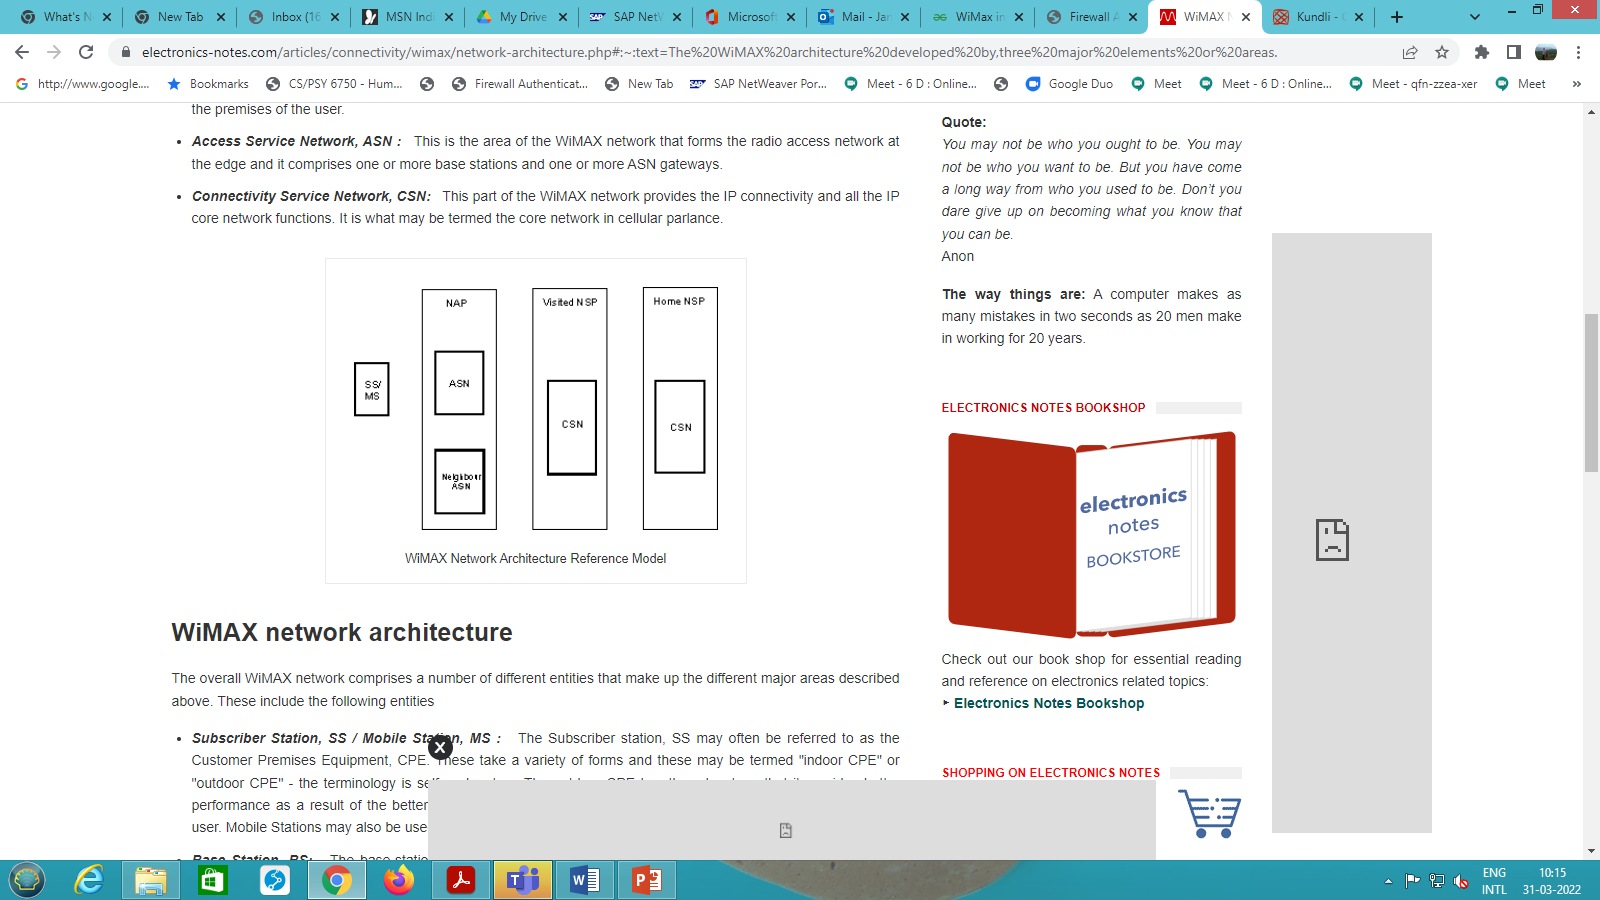 What's N
New Tab
Inbox (16
MSN Indi
My Drive
SAP NetW
Microsoft
Mail - Jan
WiMax in
Firewall A
WiMAX N
Kundli - 
electronics-notes.com/articles/connectivity/wimax/network-architecture.php#:~:text=The%20WiMAX%20architecture%20developed%20by,three%20major%20elements%20or%20areas.
http://www.google....
Bookmarks
CS/PSY 6750 - Hum...
Firewall Authenticat...
New Tab
SAP NetWeaver Por...
Meet - 6 D : Online...
Google Duo
Meet
Meet - 6 D : Online...
Meet - qfn-zzea-xer
Meet
»
the premises of the user.
• Access Service Network, ASN : This is the area of the WiMAX network that forms the radio access network at
the edge and it comprises one or more base stations and one or more ASN gateways.
• Connectivity Service Network, CSN: This part of the WiMAX network provides the IP connectivity and all the IP
core network functions. It is what may be termed the core network in cellular parlance.
NAP
Visited NSP
Home NSP
SS/
MS
ASN
CSN
CSN
Neighbour
ASN
WiMAX Network Architecture Reference Model
WiMAX network architecture
The overall WiMAX network comprises a number of different entities that make up the different major areas described
above. These include the following entities
• Subscriber Station, SS / Mobile Station, MS : The Subscriber station, SS may often be referred to as the
Customer Premises Equipment, CPE. These take a variety of forms and these may be termed "indoor CPE" or
"outdoor CPE" - the terminology is
performance as a result of the better
user. Mobile Stations may also be use
• Base Station, BS: The base statio
Quote:
You may not be who you ought to be. You may
not be who you want to be. But you have come
a long way from who you used to be. Don't you
dare give up on becoming what you know that
you can be.
Anon
The way things are: A computer makes as
many mistakes in two seconds as 20 men make
in working for 20 years.
ELECTRONICS NOTES BOOKSHOP
electronics
notes
BOOKSTORE
Check out our book shop for essential reading
and reference on electronics related topics:
Electronics Notes Bookshop
SHOPPING ON ELECTRONICS NOTES
X
ENG
INTL
10:15
31-03-2022